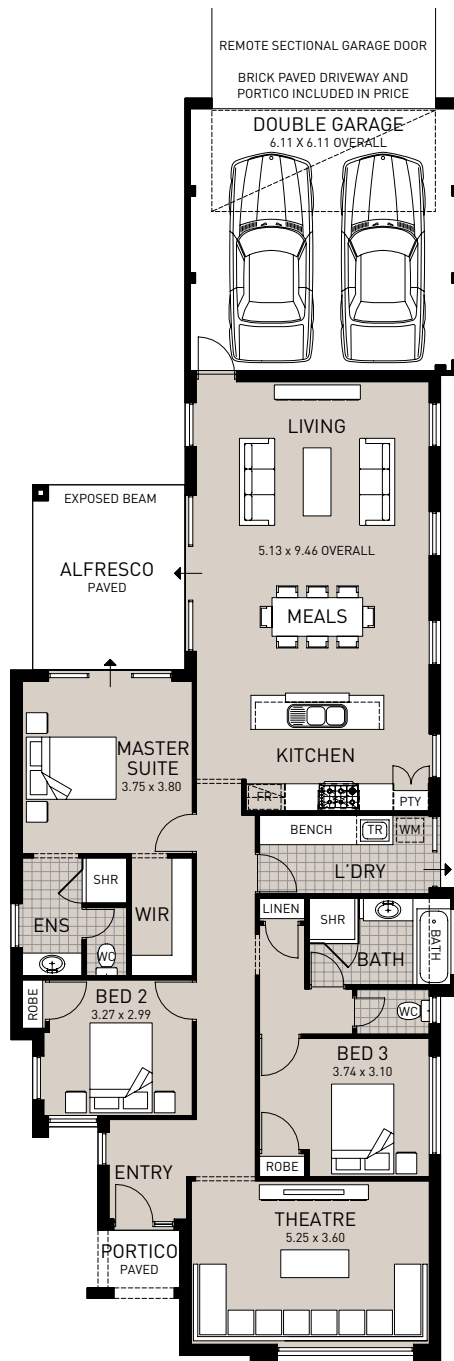 REMOTE SECTIONAL GARAGE DOOR
BRICK PAVED DRIVEWAY AND
PORTICO INCLUDED IN PRICE
DOUBLE GARAGE
6.11 X 6.11 OVERALL
LIVING
EXPOSED BEAM
5.13 x 9.46 OVERALL
ALFRESCO
PAVED
MEALS
MASTER
SUITE
3.75 x 3.80
KITCHEN
FR
PTY
BENCH
TR
WM
L'DRY
SHR
ENS
WIR
WC
LINEN
SHR
BATH
BATH
WC
ROBE
BED 2
3.27 x 2.99
BED 3
3.74 x 3.10
ROBE
ENTRY
THEATRE
5.25 x 3.60
PORTICO
PAVED